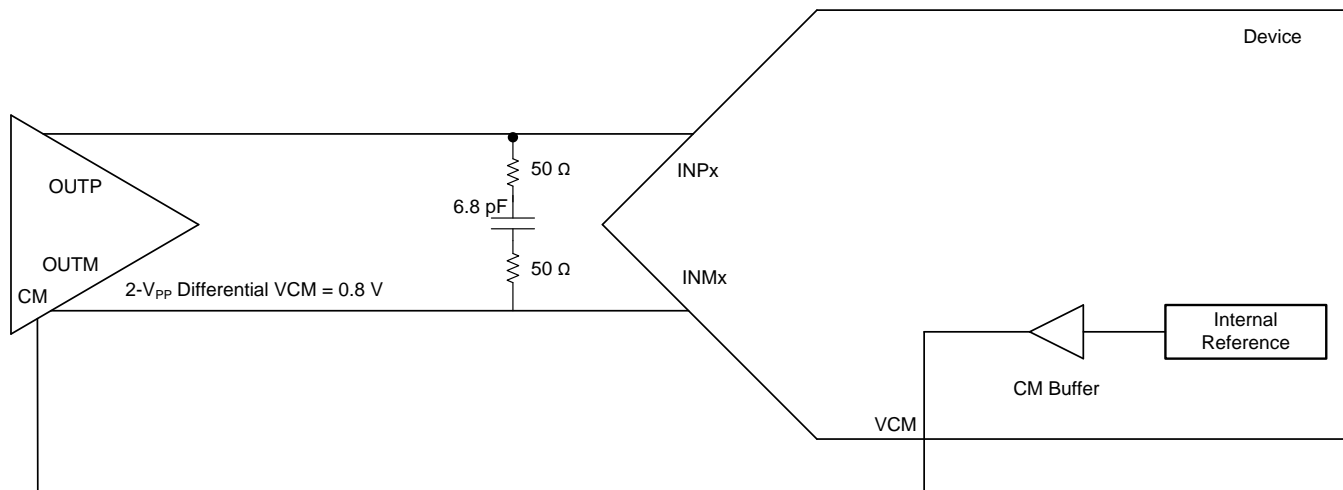 Device
OUTP
50 Ω
INPx
6.8 pF
OUTM
50 Ω
INMx
CM
2-VPP Differential VCM = 0.8 V
Internal
Reference
CM Buffer
VCM